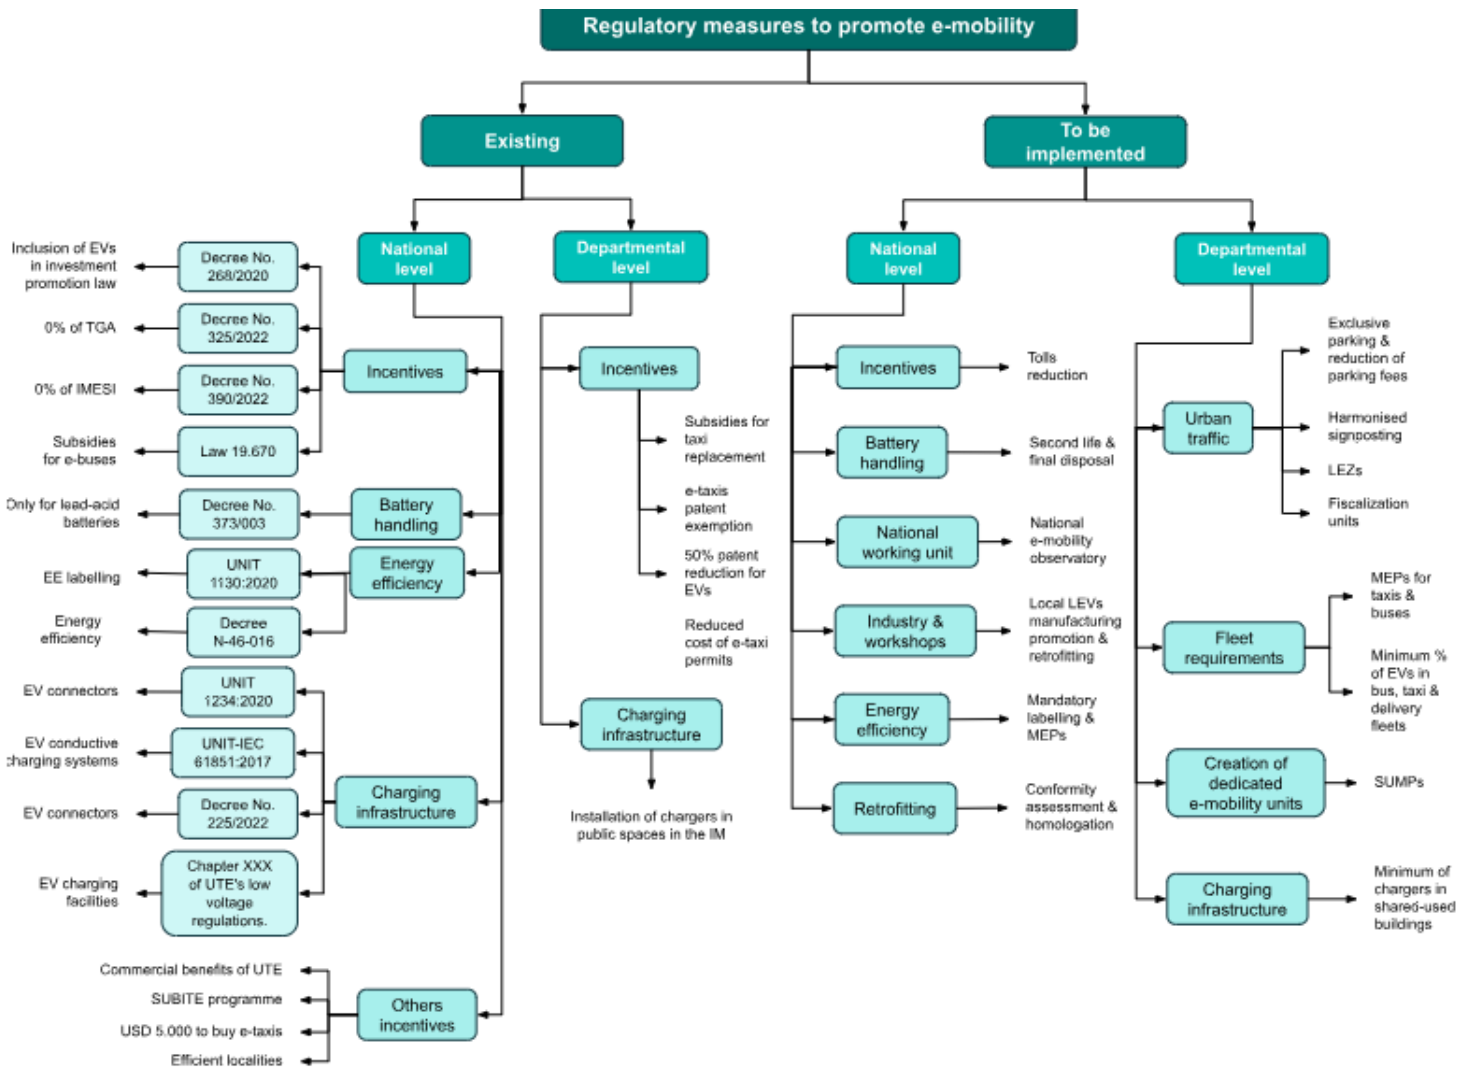 Regulatory measures to promote e-mobility
Existing
To be
implemented
National
level
Departmental
level
National
level
Departmental
level
Inclusion of EVs
in investment
promotion law
Decree No.
268/2020
0% of TGA
Decree No.
325/2022
0% of IMESI
Decree No.
390/2022
Subsidies
for e-buses
Law 19.670
Incentives
Only for lead-acid
batteries
Decree No.
373/003
Battery
handling
EE labelling
UNIT
1130:2020
Energy
efficiency
Energy
efficiency
Decree
N-46-016
EV connectors
UNIT
1234:2020
EV conductive
charging systems
UNIT-IEC
61851:2017
EV connectors
Decree No.
225/2022
EV charging
facilities
Chapter XXX
of UTE's low
voltage
regulations.
Charging
infrastructure
Commercial benefits of UTE
SUBITE programme
USD 5.000 to buy e-taxis
Efficient localities
Others
incentives
Incentives
Subsidies for
taxi
replacement
e-taxis
patent
exemption
50% patent
reduction for
EVs
Reduced
cost of e-taxi
permits
Charging
infrastructure
Installation of chargers in
public spaces in the IM
Incentives
Tolls
reduction
Battery
handling
Second life &
final disposal
National
working unit
National
e-mobility
observatory
Industry &
workshops
Local LEVs
manufacturing
promotion &
retrofitting
Energy
efficiency
Mandatory
labelling &
MEPs
Retrofitting
Conformity
assessment &
homologation
Urban
traffic
Exclusive
parking &
reduction of
parking fees
Harmonised
signposting
LEZs
Fiscalization
units
Fleet
requirements
MEPs for
taxis &
buses
Minimum %
of EVs in
bus, taxi &
delivery
fleets
Creation of
dedicated
e-mobility units
SUMPs
Charging
infrastructure
Minimum of
chargers in
shared-used
buildings